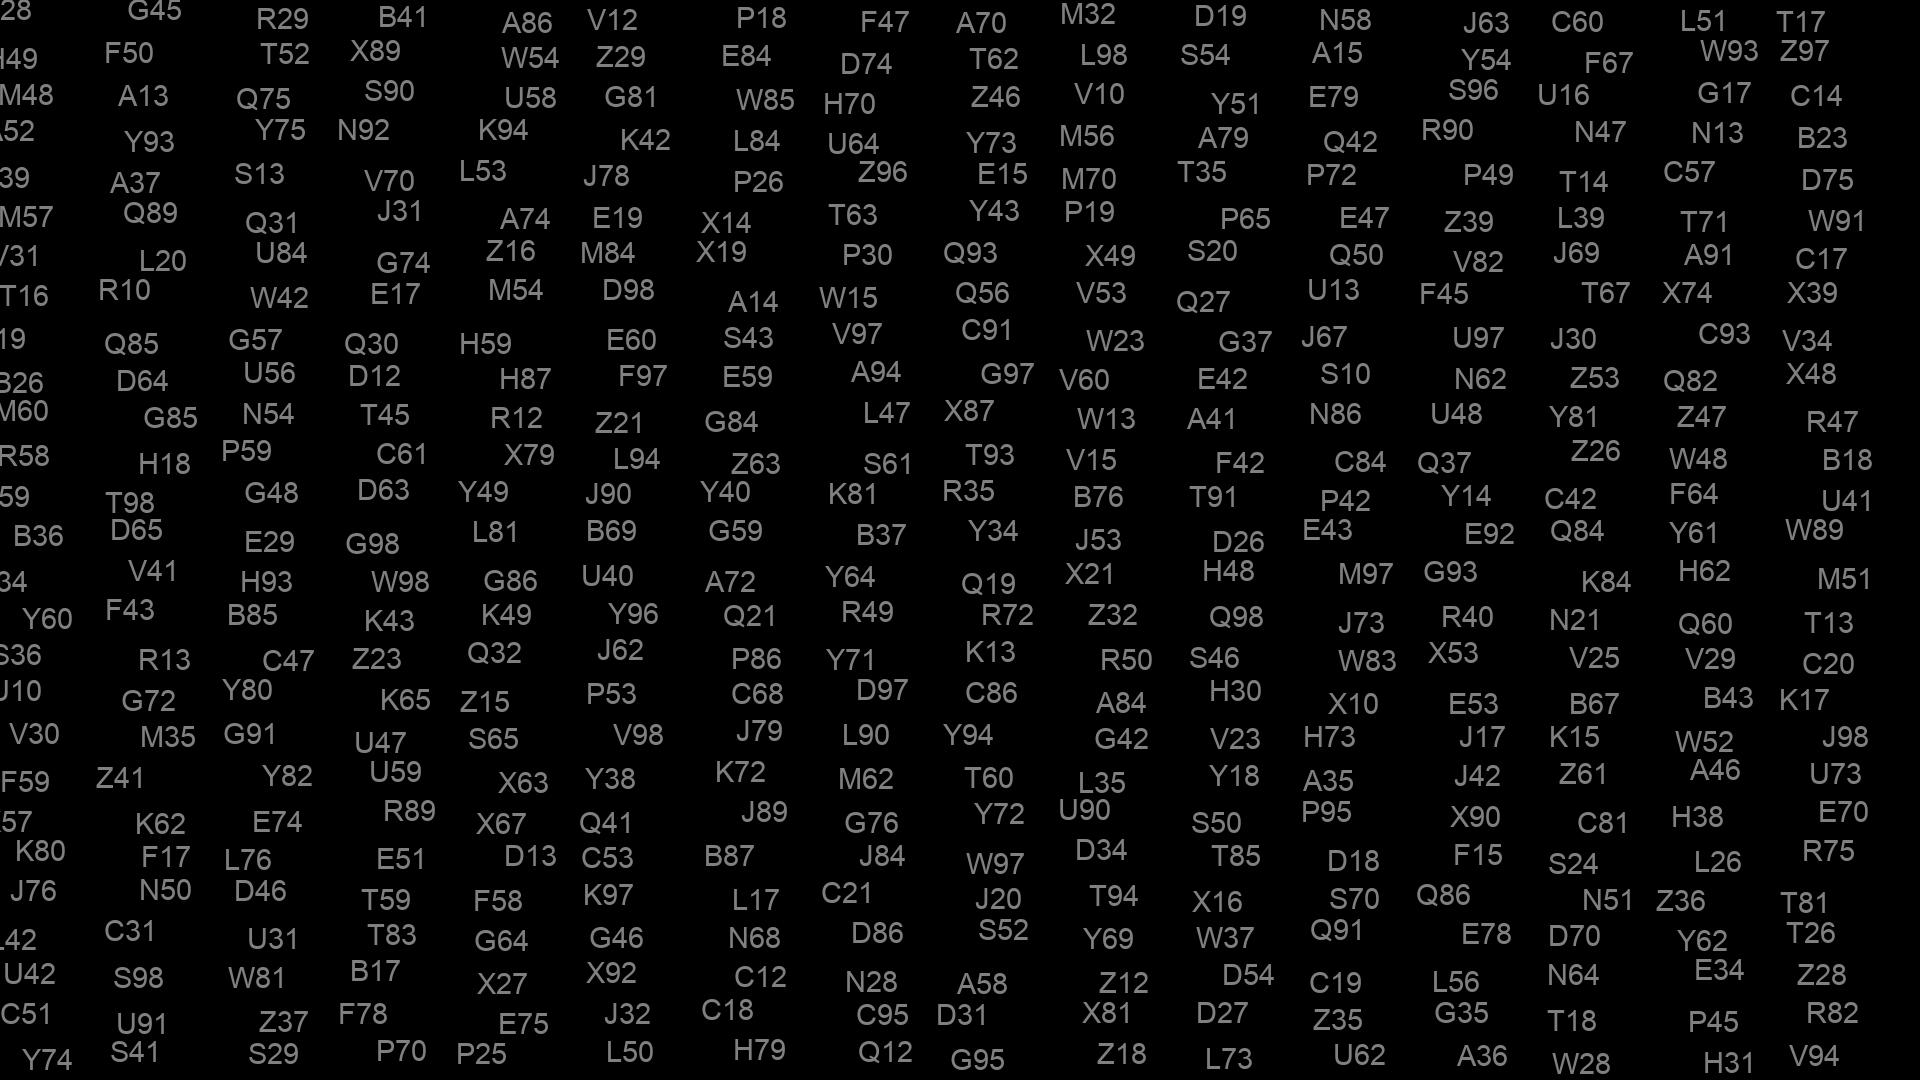 28 G45 R29 B41 A86 V12 P18 F47 A70 M32 D19 N58 J63 C60 L51 T17
H49 F50 T52 X89 W54 Z29 E84 D74 T62 L98 S54 A15 Y54 F67 W93 Z97
M48 A13 Q75 S90 U58 G81 W85 H70 Z46 V10 Y51 E79 S96 U16 G17 C14
A52 Y93 Y75 N92 K94 K42 L84 U64 Y73 M56 A79 Q42 R90 N47 N13 B23
39 A37 S13 V70 L53 J78 P26 Z96 E15 M70 T35 P72 P49 T14 C57 D75
M57 Q89 Q31 J31 A74 E19 X14 T63 Y43 P19 P65 E47 Z39 L39 T71 W91
V31 L20 U84 G74 Z16 M84 X19 P30 Q93 X49 S20 Q50 V82 J69 A91 C17
T16 R10 W42 E17 M54 D98 A14 W15 Q56 V53 Q27 U13 F45 T67 X74 X39
19 Q85 G57 Q30 H59 E60 S43 V97 C91 W23 G37 J67 U97 J30 C93 V34
B26 D64 U56 D12 H87 F97 E59 A94 G97 V60 E42 S10 N62 Z53 Q82 X48
M60 G85 N54 T45 R12 Z21 G84 L47 X87 W13 A41 N86 U48 Y81 Z47 R47
R58 H18 P59 C61 X79 L94 Z63 S61 T93 V15 F42 C84 Q37 Z26 W48 B18
59 T98 G48 D63 Y49 J90 Y40 K81 R35 B76 T91 P42 Y14 C42 F64 U41
B36 D65 E29 G98 L81 B69 G59 B37 Y34 J53 D26 E43 E92 Q84 Y61 W89
34 V41 H93 W98 G86 U40 A72 Y64 Q19 X21 H48 M97 G93 K84 H62 M51
Y60 F43 B85 K43 K49 Y96 Q21 R49 R72 Z32 Q98 J73 R40 N21 Q60 T13
S36 R13 C47 Z23 Q32 J62 P86 Y71 K13 R50 S46 W83 X53 V25 V29 C20
U10 G72 Y80 K65 Z15 P53 C68 D97 C86 A84 H30 X10 E53 B67 B43 K17
V30 M35 G91 U47 S65 V98 J79 L90 Y94 G42 V23 H73 J17 K15 W52 J98
F59 Z41 Y82 U59 X63 Y38 K72 M62 T60 L35 Y18 A35 J42 Z61 A46 U73
57 K62 E74 R89 X67 Q41 J89 G76 Y72 U90 S50 P95 X90 C81 H38 E70
K80 F17 L76 E51 D13 C53 B87 J84 W97 D34 T85 D18 F15 S24 L26 R75
J76 N50 D46 T59 F58 K97 L17 C21 J20 T94 X16 S70 Q86 N51 Z36 T81
L42 C31 U31 T83 G64 G46 N68 D86 S52 Y69 W37 Q91 E78 D70 Y62 T26
U42 S98 W81 B17 X27 X92 C12 N28 A58 Z12 D54 C19 L56 N64 E34 Z28
C51 U91 Z37 F78 E75 J32 C18 C95 D31 X81 D27 Z35 G35 T18 P45 R82
Y74 S41 S29 P70 P25 L50 H79 Q12 G95 Z18 L73 U62 A36 W28 H31 V94